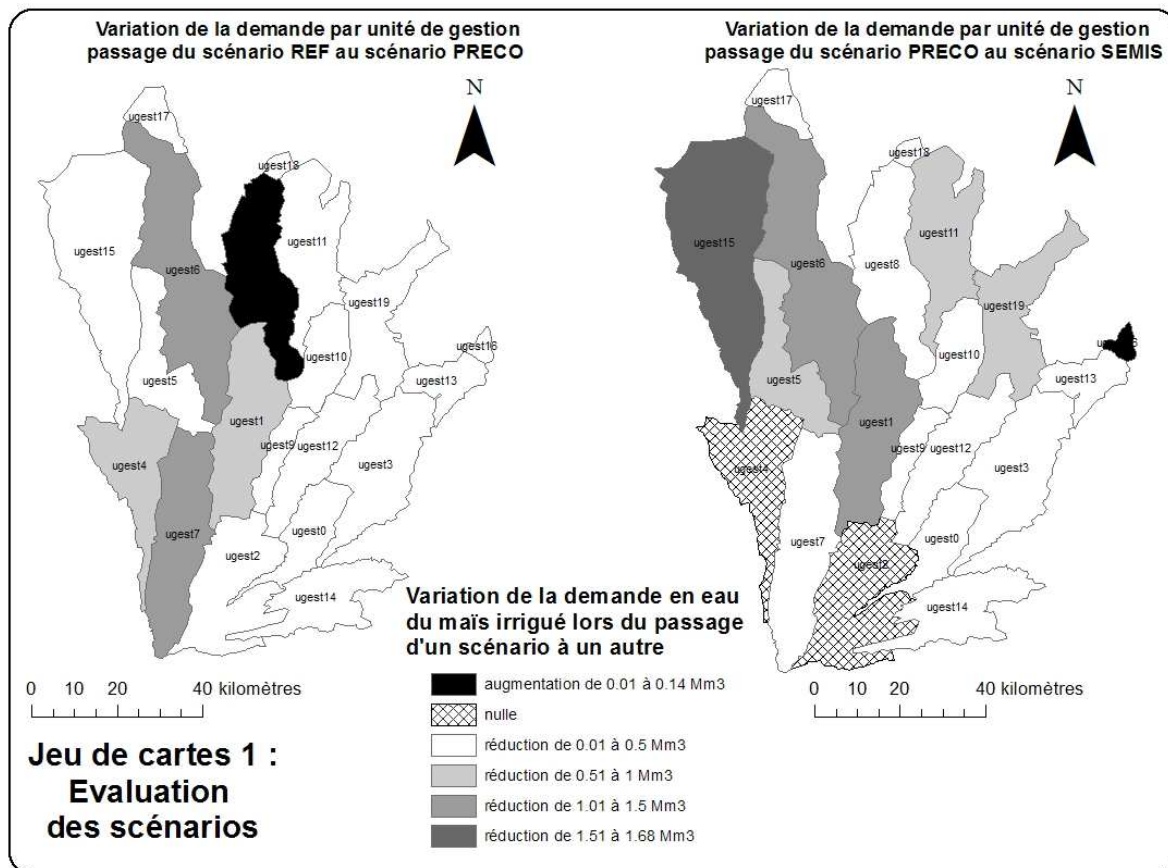 Variation de la demande par unité de gestion
passage du scénario REF au scénario PRECO
Variation de la demande par unité de gestion
passage du scénario PRECO au scénario SEMIS
N
ugest17
ugest18
ugest15
ugest11
ugest6
ugest19
ugest16
ugest10
ugest5
ugest13
ugest1
ugest9
ugest12
ugest4
ugest3
ugest7
ugest0
ugest2
ugest14
0 10 20 40 kilomètres
N
ugest17
ugest18
ugest15
ugest11
ugest6
ugest8
ugest19
ugest10
ugest5
ugest13
ugest1
ugest9
ugest12
ugest4
ugest3
ugest7
ugest0
ugest2
ugest14
0 10 20 40 kilomètres
Variation de la demande en eau
du maïs irrigué lors du passage
d'un scénario à un autre
augmentation de 0.01 à 0.14 Mm3
nulle
réduction de 0.01 à 0.5 Mm3
réduction de 0.51 à 1 Mm3
réduction de 1.01 à 1.5 Mm3
réduction de 1.51 à 1.68 Mm3
Jeu de cartes 1 :
Evaluation
des scénarios